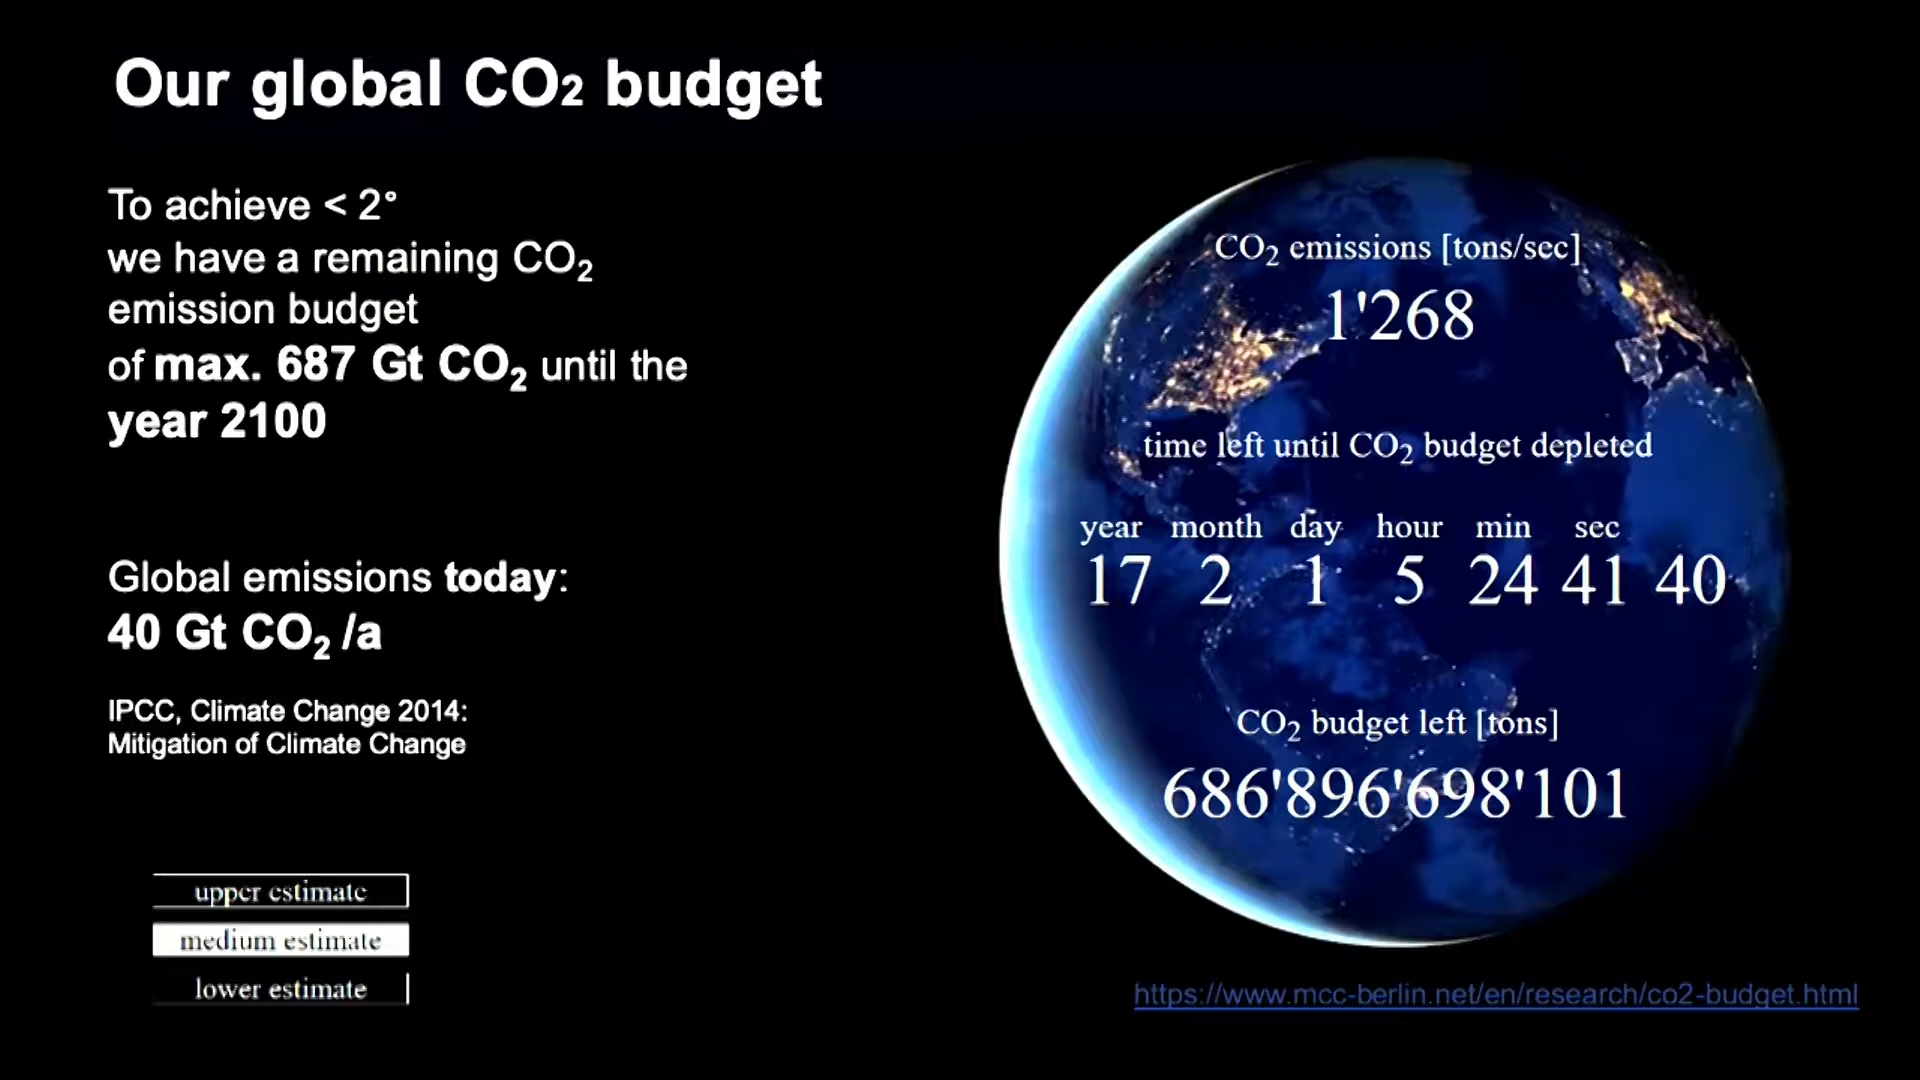 Our global CO₂ budget
To achieve < 2°
we have a remaining CO₂
emission budget
of max. 687 Gt CO₂ until the
year 2100
Global emissions today:
40 Gt CO₂ /a
IPCC, Climate Change 2014:
Mitigation of Climate Change
upper estimate
medium estimate
lower estimate
CO₂ emissions [tons/sec]
1'268
time left until CO₂ budget depleted
year month day hour min sec
17 2 1 5 24 41 40
CO₂ budget left [tons]
686'896'698'101
https://www.mcc-berlin.net/en/research/co2-budget.html